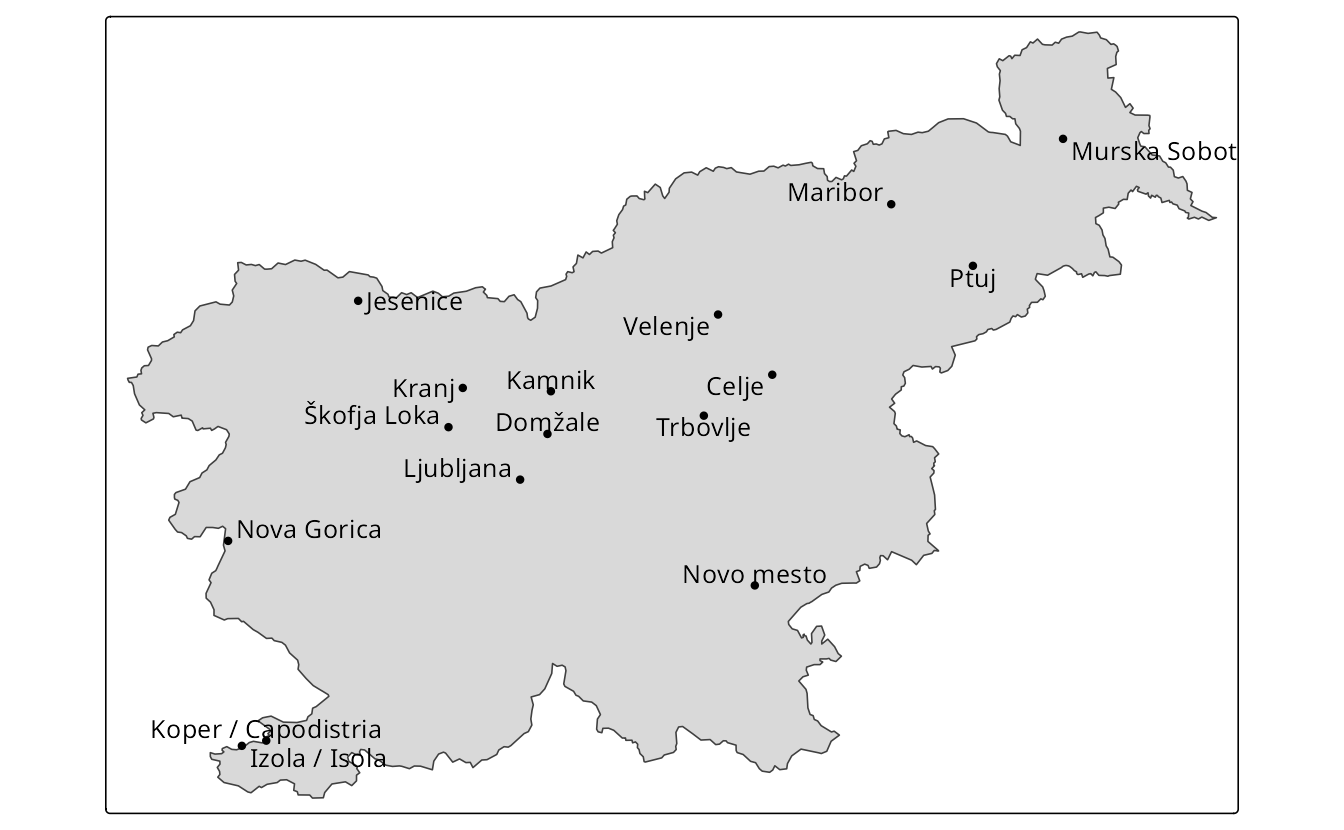 Murska Sobot
Maribor
Ptuj
Jesenice
Velenje
Kamnik
Celje
Kranj
Škofja Loka
Domžale
Trbovlje
Ljubljana
Nova Gorica
Novo mesto
Koper / Capodistria
Izola / Isola